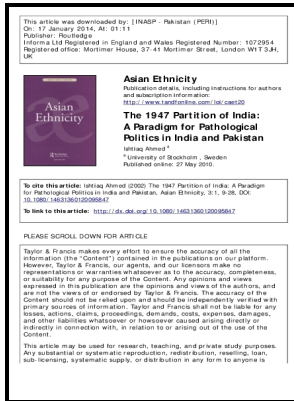 This article was downloaded by: [INASP - Pakistan (PERI)]
On: 17 January 2014, At: 01:11
Publisher: Routledge
Informa Ltd Registered in England and Wales Registered Number: 1072954
Registered office: Mortimer House, 37-41 Mortimer Street, London W1T 3JH,
UK
Asian
Ethnicity
Asian Ethnicity
Publication details, including instructions for authors
and subscription information:
http://www.tandfonline.com/loi/caet20
The 1947 Partition of India:
A Paradigm for Pathological
Politics in India and Pakistan
Ishtiaq Ahmed a
a University of Stockholm , Sweden
Published online: 27 May 2010.
To cite this article: Ishtiaq Ahmed (2002) The 1947 Partition of India: A Paradigm for Pathological
Politics in India and Pakistan, Asian Ethnicity, 3:1, 9-28, DOI:
10.1080/14631360120095847
To link to this article: http://dx.doi.org/10.1080/14631360120095847
PLEASE SCROLL DOWN FOR ARTICLE
Taylor & Francis makes every effort to ensure the accuracy of all the
information (the “Content”) contained in the publications on our platform.
However, Taylor & Francis, our agents, and our licensors make no
representations or warranties whatsoever as to the accuracy, completeness,
or suitability for any purpose of the Content. Any opinions and views
expressed in this publication are the opinions and views of the authors, and
are not the views of or endorsed by Taylor & Francis. The accuracy of the
Content should not be relied upon and should be independently verified with
primary sources of information. Taylor and Francis shall not be liable for any
losses, actions, claims, proceedings, demands, costs, expenses, damages,
and other liabilities whatsoever or howsoever caused arising directly or
indirectly in connection with, in relation to or arising out of the use of the
Content.
This article may be used for research, teaching, and private study purposes.
Any substantial or systematic reproduction, redistribution, reselling, loan,
sub-licensing, systematic supply, or distribution in any form to anyone is